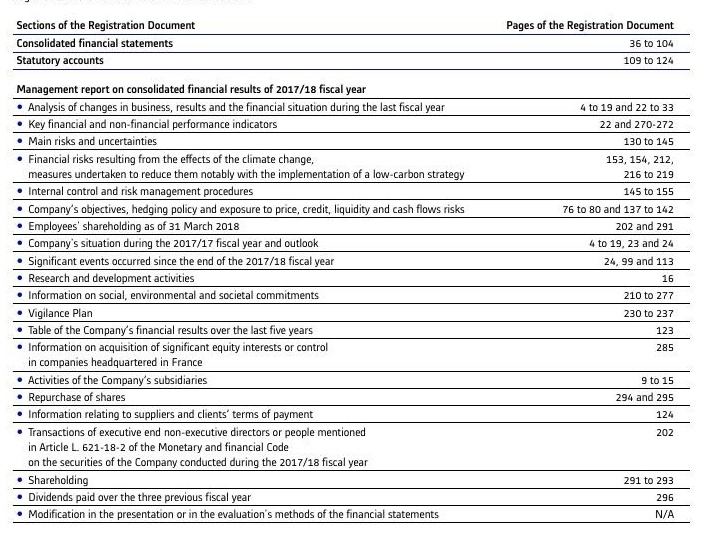 Sections of the Registration Document Pages of the Registration Document
Consolidated financial statements 36 to 104
Statutory accounts 109 to 124
Management report on consolidated financial results of 2017/18 fiscal year
• Analysis of changes in business, results and the financial situation during the last fiscal year 4 to 19 and 22 to 33
• Key financial and non-financial performance indicators 22 and 270-272
• Main risks and uncertainties 130 to 145
• Financial risks resulting from the effects of the climate change, 153, 154, 212,
measures undertaken to reduce them notably with the implementation of a low-carbon strategy 216 to 219
• Internal control and risk management procedures 145 to 155
• Company's objectives, hedging policy and exposure to price, credit, liquidity and cash flows risks 76 to 80 and 137 to 142
• Employees' shareholding as of 31 March 2018 202 and 291
• Company's situation during the 2017/17 fiscal year and outlook 4 to 19, 23 and 24
• Significant events occurred since the end of the 2017/18 fiscal year 24, 99 and 113
• Research and development activities 16
• Information on social, environmental and societal commitments 210 to 277
• Vigilance Plan 230 to 237
• Table of the Company's financial results over the last five years 123
• Information on acquisition of significant equity interests or control 285
in companies headquartered in France
• Activities of the Company's subsidiaries 9 to 15
• Repurchase of shares 294 and 295
• Information relating to suppliers and clients' terms of payment 124
• Transactions of executive end non-executive directors or people mentioned 202
in Article L. 621-18-2 of the Monetary and financial Code
on the securities of the Company conducted during the 2017/18 fiscal year
• Shareholding 291 to 293
• Dividends paid over the three previous fiscal year 296
• Modification in the presentation or in the evaluation's methods of the financial statements N/A